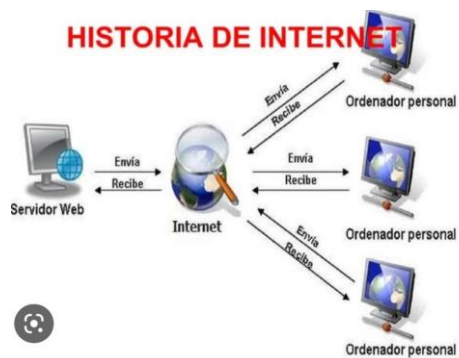 HISTORIA DE INTERNET
Envía
Recibe
Ordenador personal
Envía
Recibe
Servidor Web
Internet
Envía
Recibe
Ordenador personal
Envía
Recibe
Ordenador personal